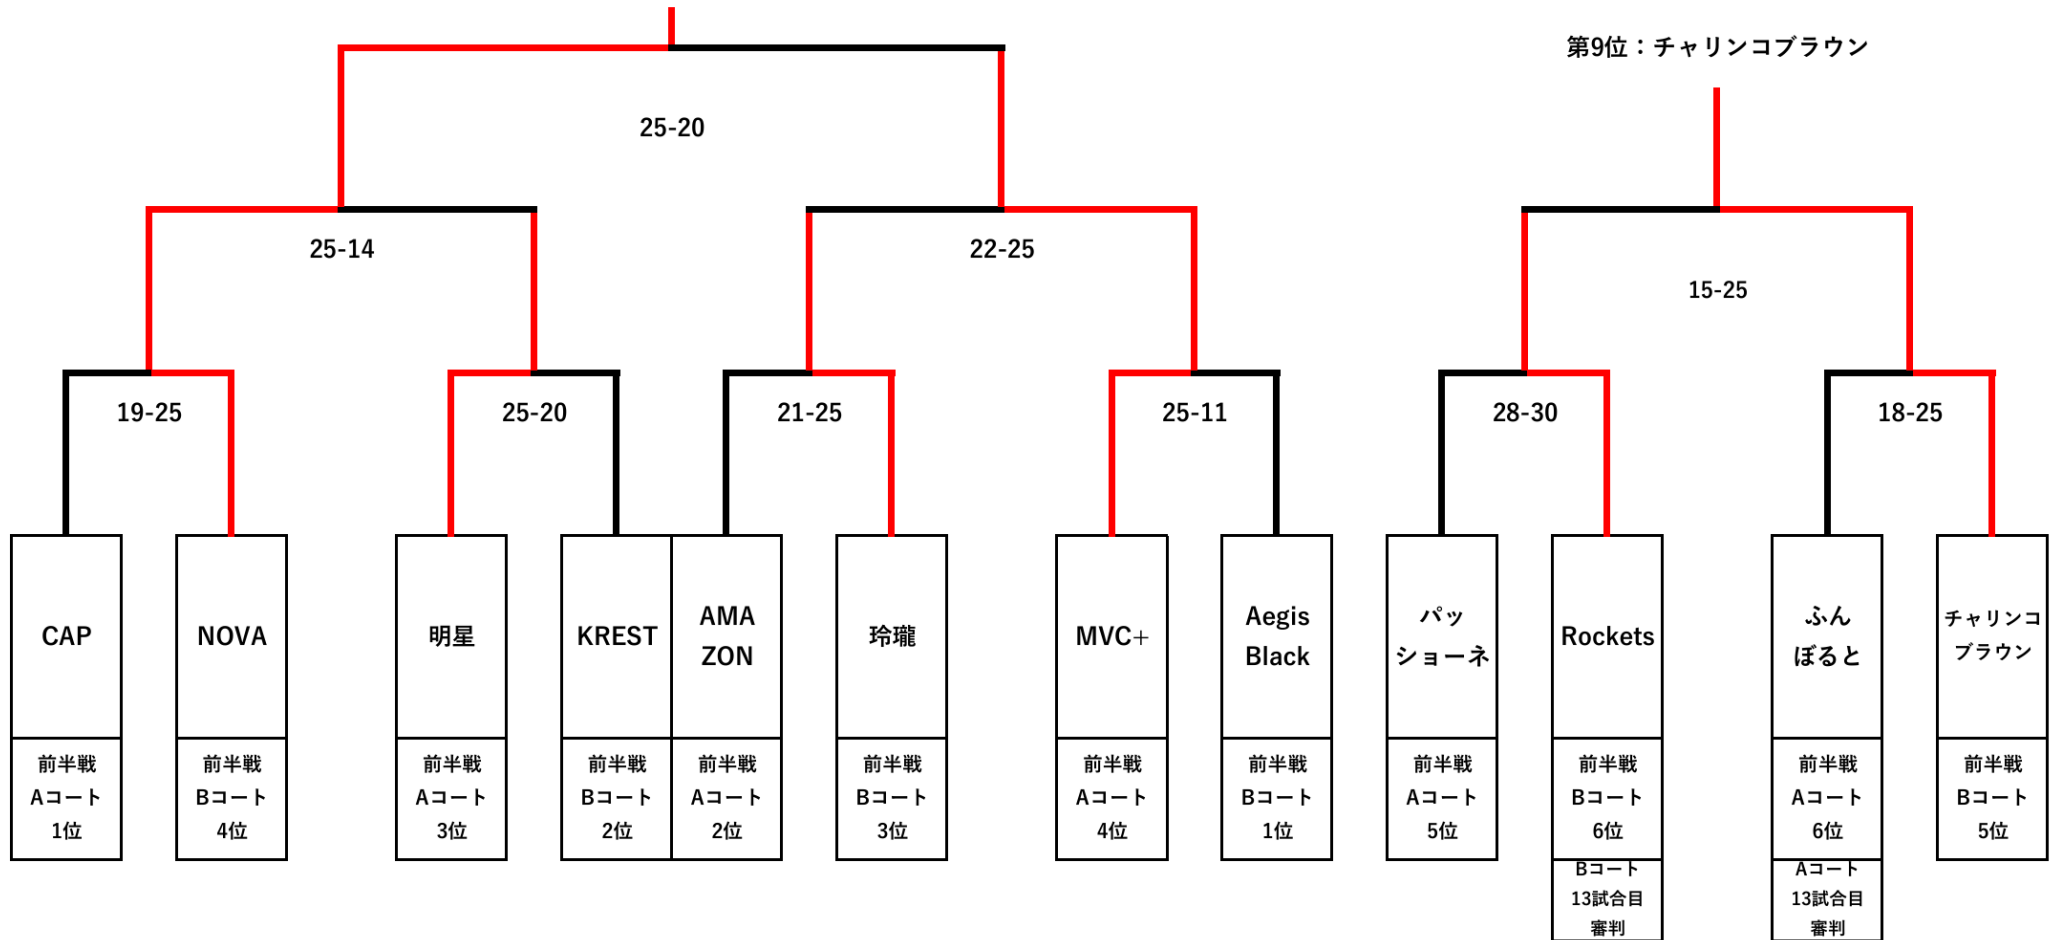 第9位：チャリンコブラウン
25-20
25-14
22-25
15-25
19-25
25-20
21-25
25-11
28-30
18-25
CAP
NOVA
明星
KREST
AMA
ZON
玲瓏
MVC+
Aegis
Black
パッ
ショーネ
Rockets
ふん
ぼると
チャリンコ
ブラウン
前半戦
Aコート
1位
前半戦
Bコート
4位
前半戦
Aコート
3位
前半戦
Bコート
2位
前半戦
Aコート
2位
前半戦
Bコート
3位
前半戦
Aコート
4位
前半戦
Bコート
1位
前半戦
Aコート
5位
前半戦
Bコート
6位
前半戦
Aコート
6位
前半戦
Bコート
5位
Bコート
13試合目
審判
Aコート
13試合目
審判